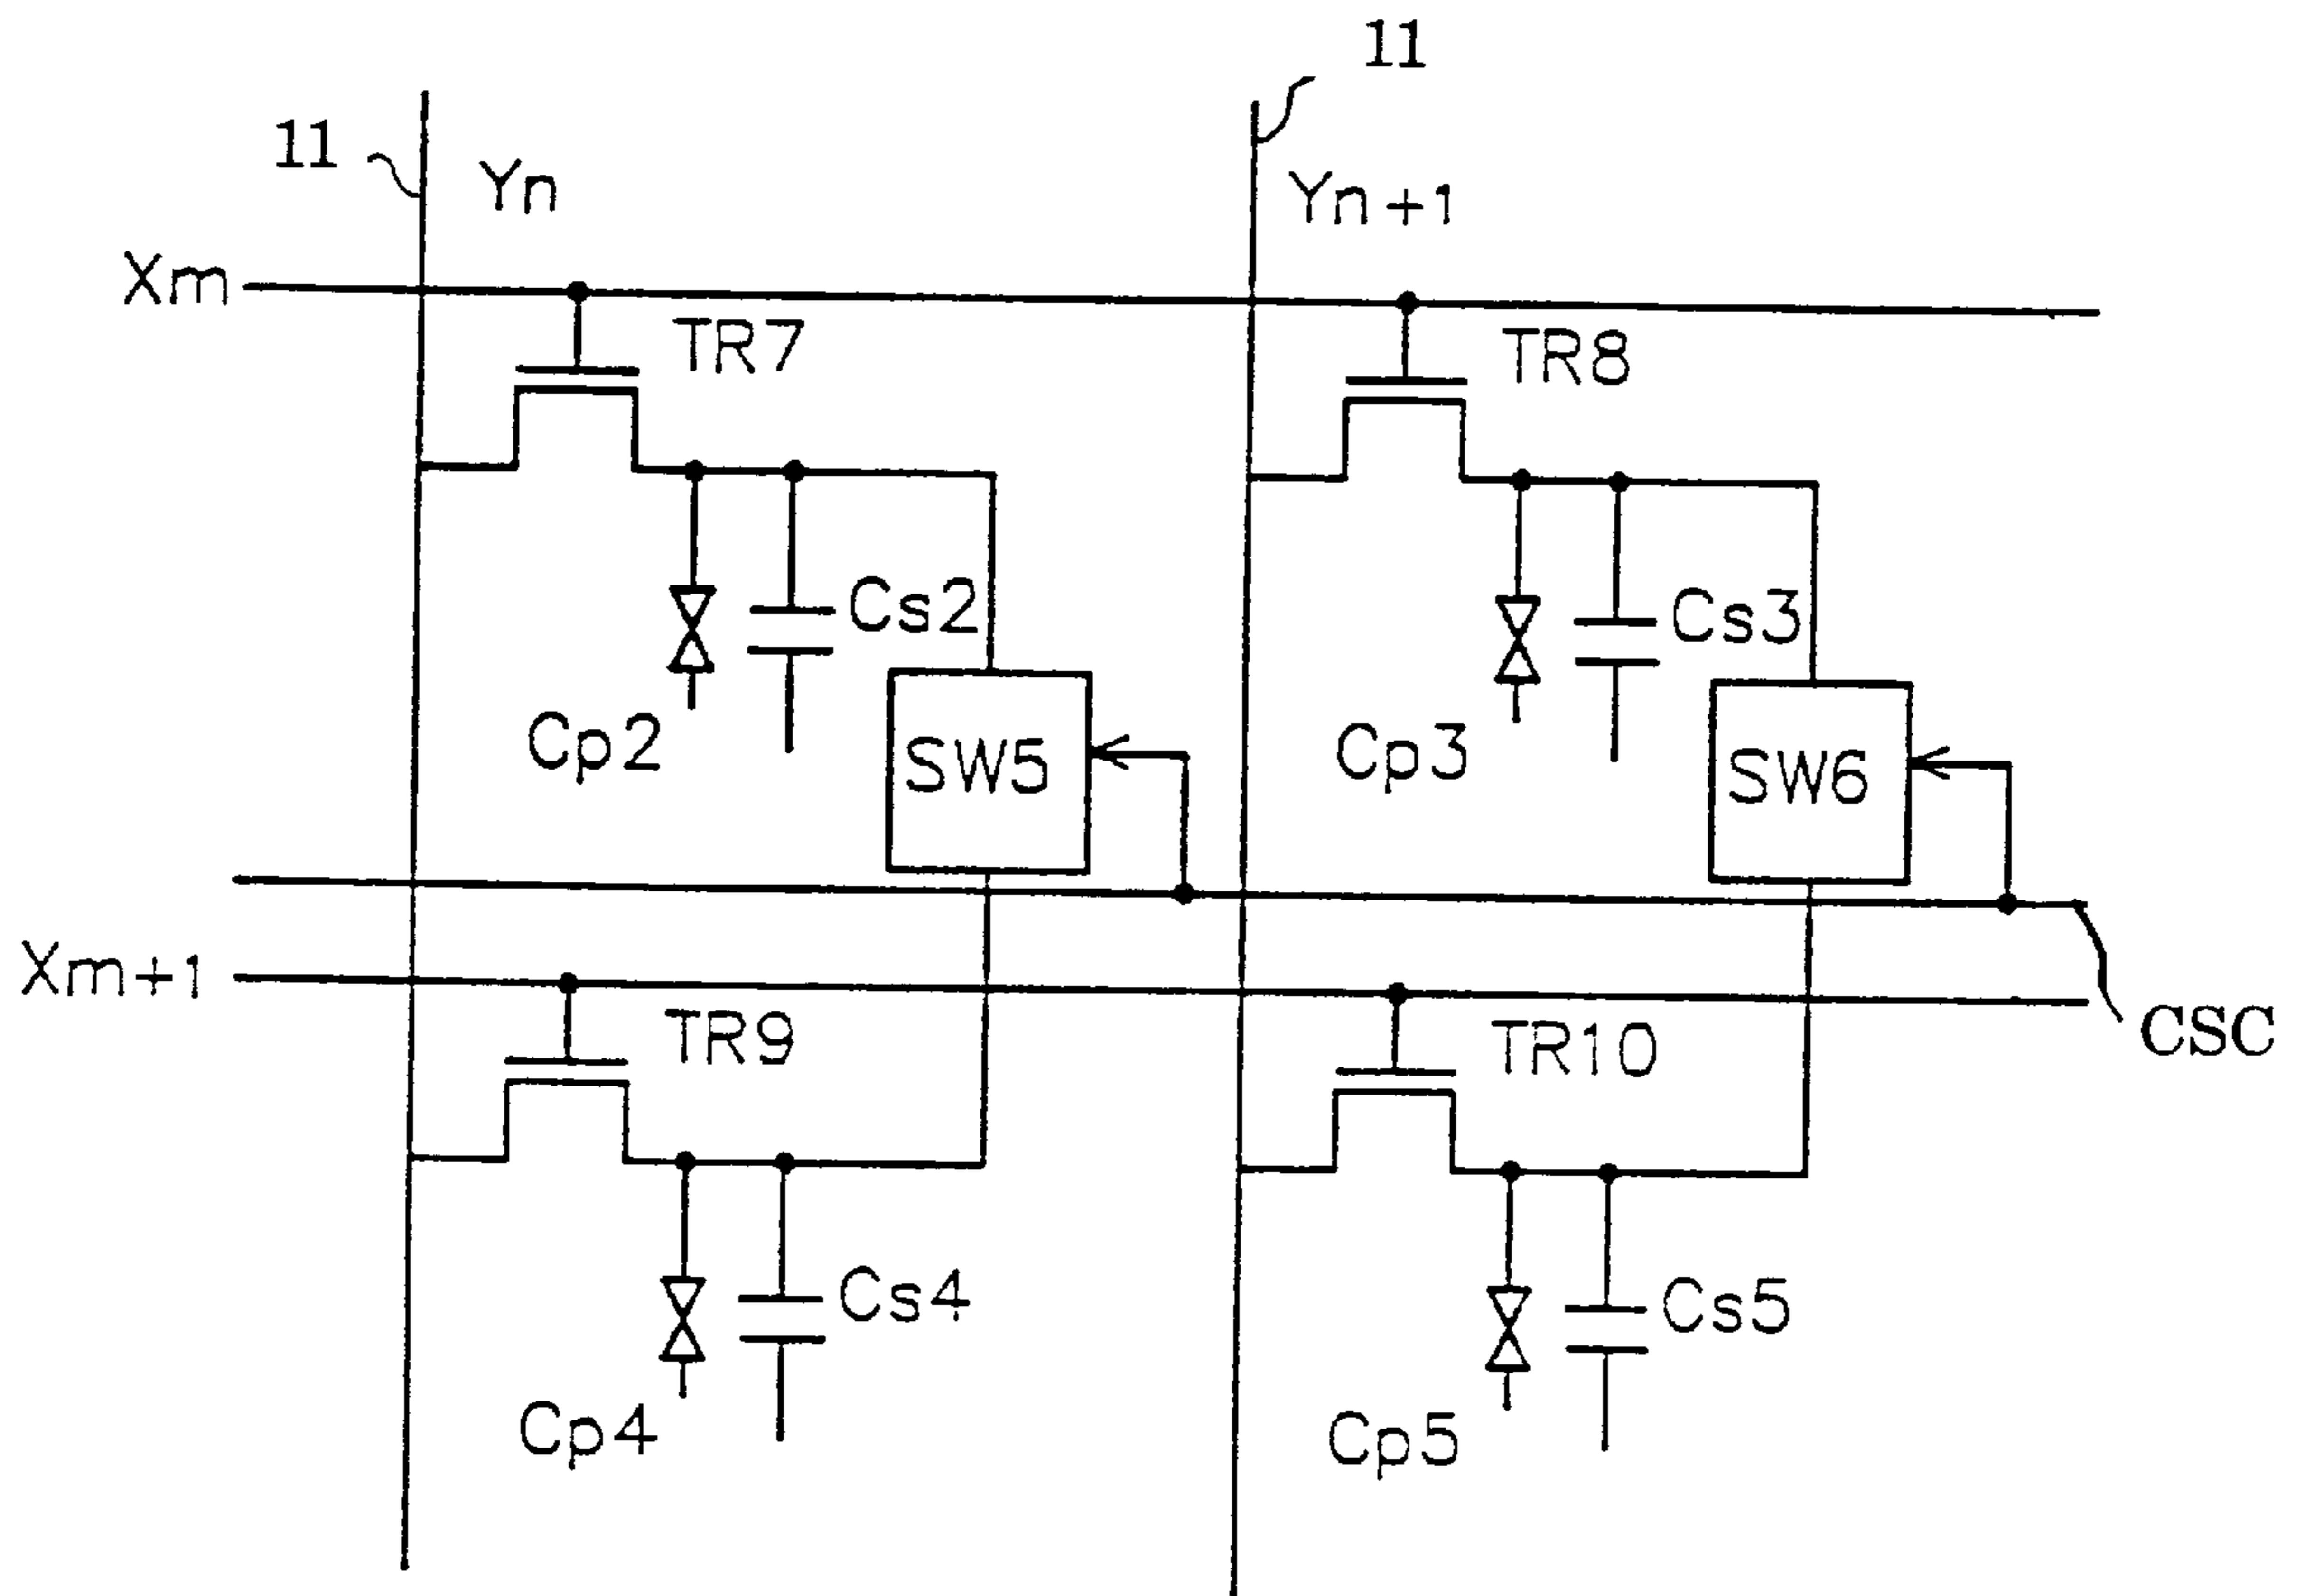 11
11
Yn
Yn+1
Xm
TR7
TR8
Cs2
Cs3
Cp2
Cp3
SW5
SW6
Xm+1
TR9
TR10
CSC
Cs4
Cs5
Cp4
Cp5